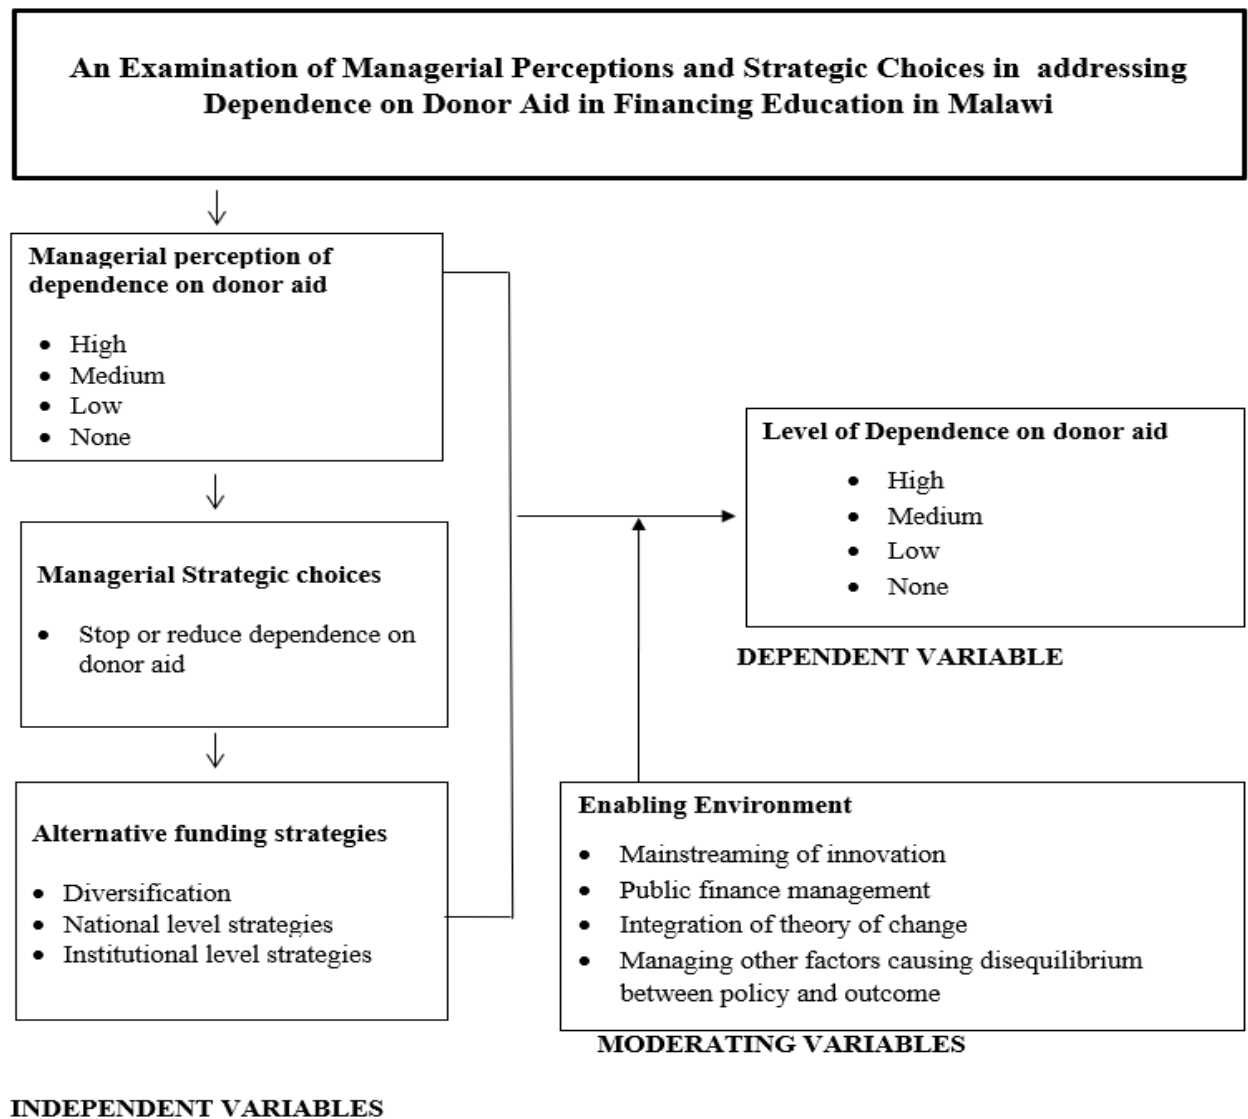 An Examination of Managerial Perceptions and Strategic Choices in addressing
Dependence on Donor Aid in Financing Education in Malawi
Managerial perception of
dependence on donor aid
• High
• Medium
• Low
• None
Managerial Strategic choices
• Stop or reduce dependence on
donor aid
Alternative funding strategies
• Diversification
• National level strategies
• Institutional level strategies
INDEPENDENT VARIABLES
Level of Dependence on donor aid
• High
• Medium
• Low
• None
DEPENDENT VARIABLE
Enabling Environment
• Mainstreaming of innovation
• Public finance management
• Integration of theory of change
• Managing other factors causing disequilibrium
between policy and outcome
MODERATING VARIABLES